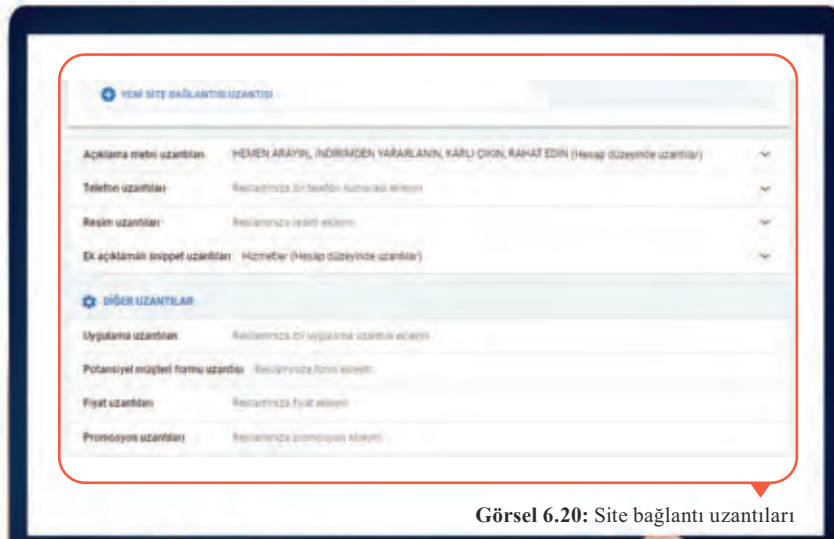 YENİ SİTE BAĞLANTISI UZANTISI
Açıklama metni uzantıları HEMEN ARAYIN, İNDİRİMDEN YARARLANIN, KARLI ÇIKIN, RAHAT EDİN (Hesap düzeyinde uzantılar)
Telefon uzantıları Reklamınıza bir telefon numarası ekleyin
Resim uzantıları Reklamınıza resim ekleyin
Ek açıklamalı snippet uzantıları Hizmetler (Hesap düzeyinde uzantılar)
DİĞER UZANTILAR
Uygulama uzantıları Reklamınıza bir uygulama uzantısı ekleyin
Potansiyel müşteri formu uzantısı Reklamınıza form ekleyin
Fiyat uzantıları Reklamınıza fiyat ekleyin
Promosyon uzantıları Reklamınıza promosyon ekleyin
Görsel 6.20: Site bağlantı uzantıları